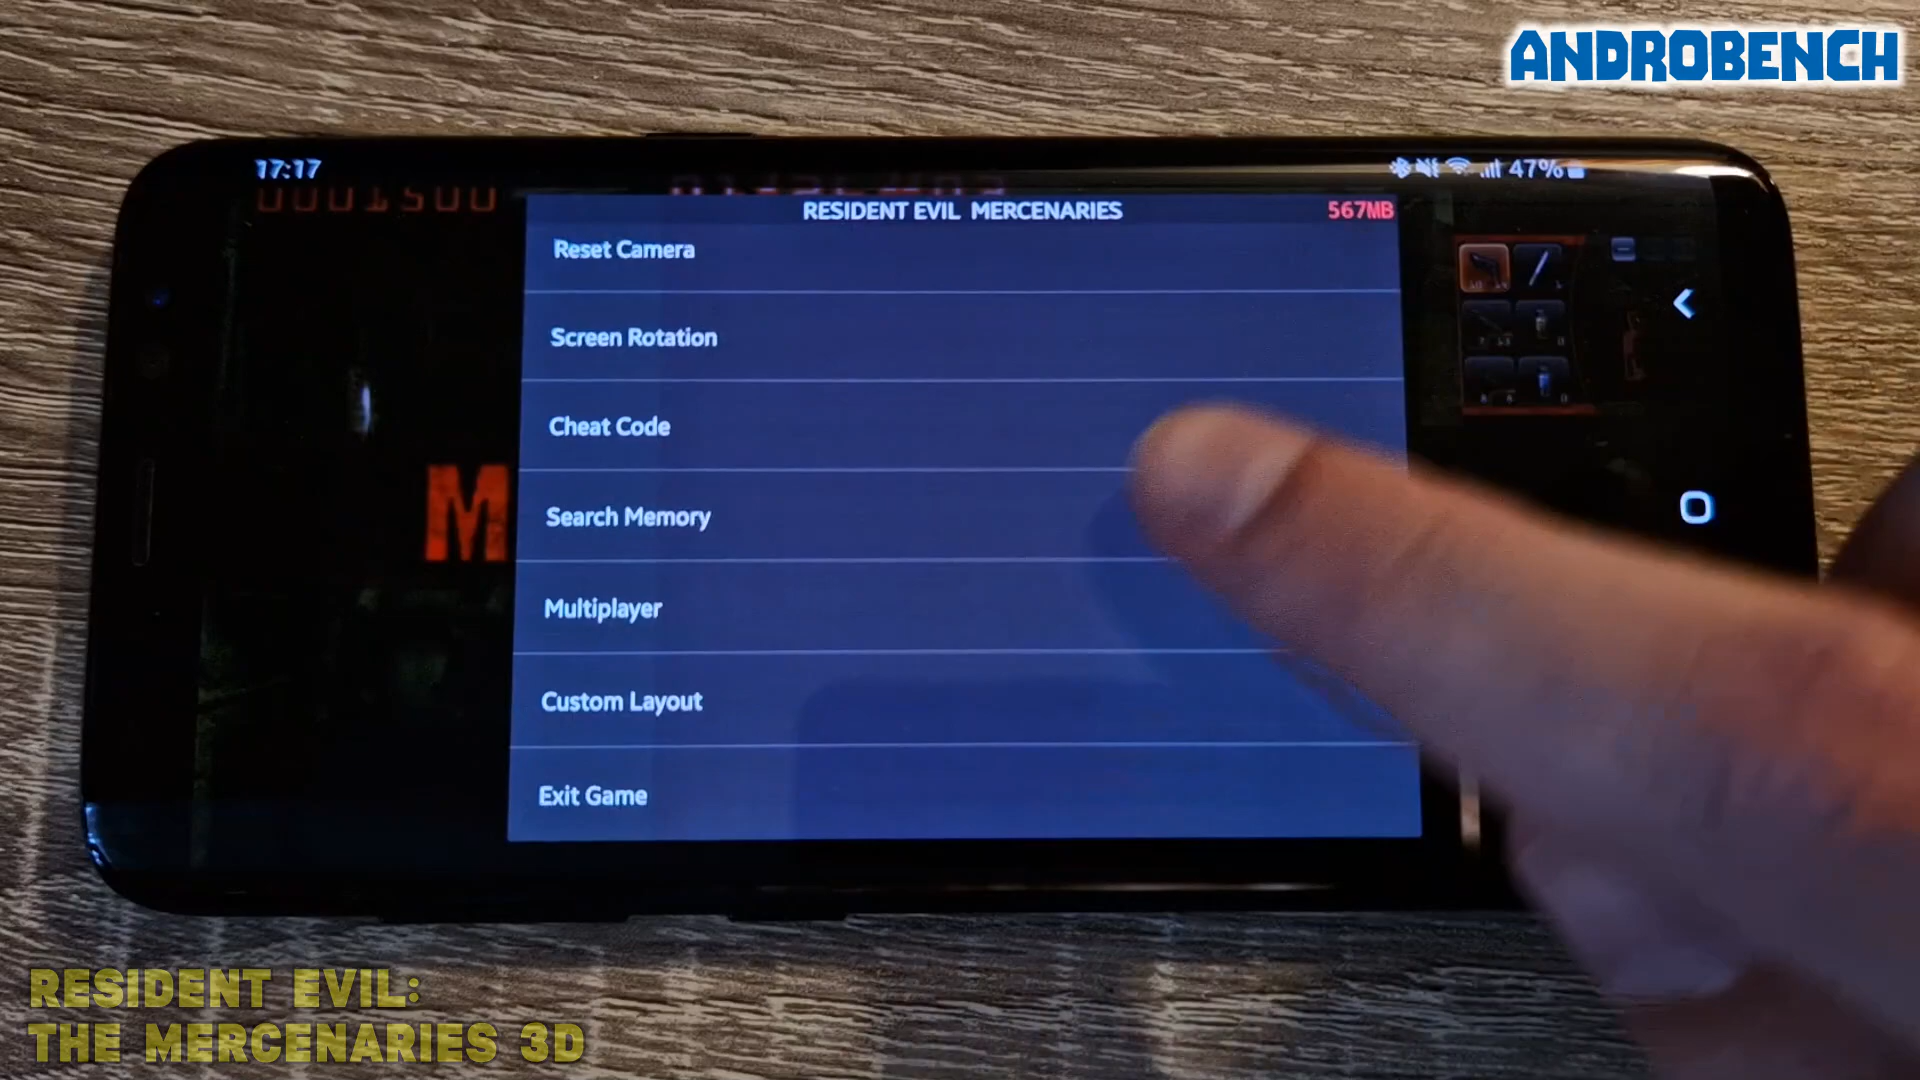 ANDROBENCH
17:17
47%
RESIDENT EVIL MERCENARIES
567MB
Reset Camera
Screen Rotation
Cheat Code
Search Memory
Multiplayer
Custom Layout
Exit Game
M
RESIDENT EVIL:
THE MERCENARIES 3D